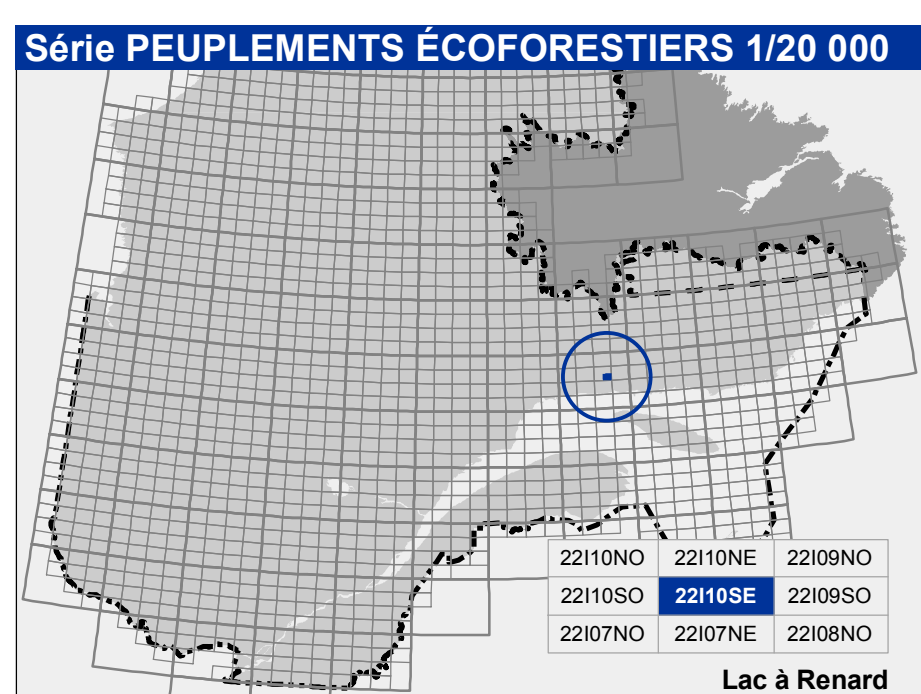 Série PEUPLEMENTS ÉCOFORESTIERS 1/20 000
22I10NO 22I10NE 22I09NO
22I10SO 22I10SE 22I09SO
22I07NO 22I07NE 22I08NO
Lac à Renard